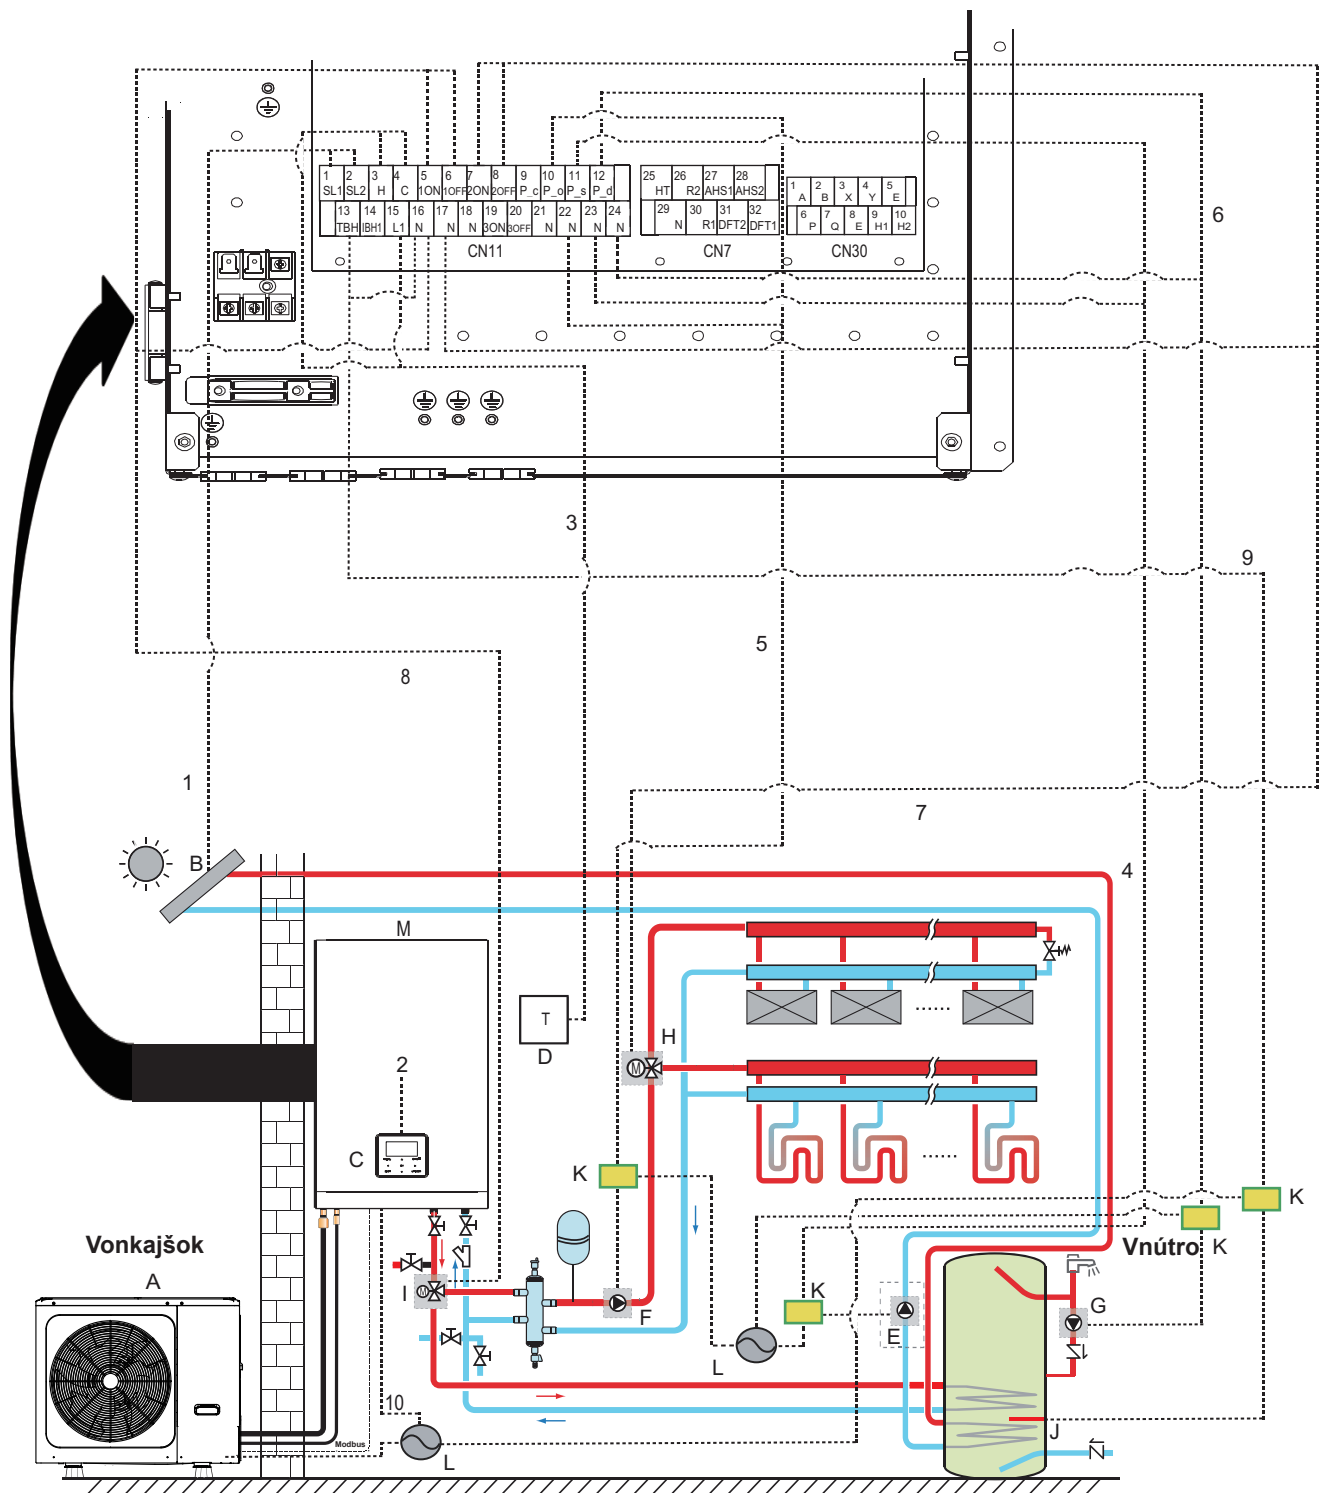 1 2 3 4 5 6 7 8 9 10 11 12
SL1 SL2 H C 1ON 1OFF 2ON 2OFF P_c P_o P_s P_d
13 14 15 16 17 18 19 20 21 22 23 24
TBH IBH1 L1 N N N 3ON 3OFF N N N N
CN11
25 26 27 28
HT R2 AHS1 AHS2
29 30 31 32
N R1 DFT2 DFT1
CN7
1 2 3 4 5
A B X Y E
6 7 8 9 10
P Q E H1 H2
CN30
6
3
9
5
8
1
7
4
B
M
T
D
H
2
C
K
K
K
Vonkajšok
Vnútro
A
I
K
F
E
G
L
10
J
Modbus
L